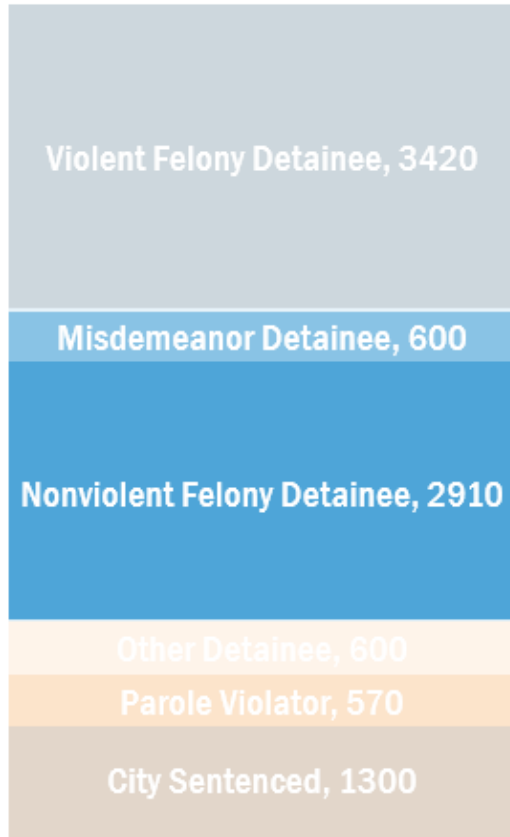 Violent Felony Detainee, 3420
Misdemeanor Detainee, 600
Nonviolent Felony Detainee, 2910
Other Detainee, 600
Parole Violator, 570
City Sentenced, 1300